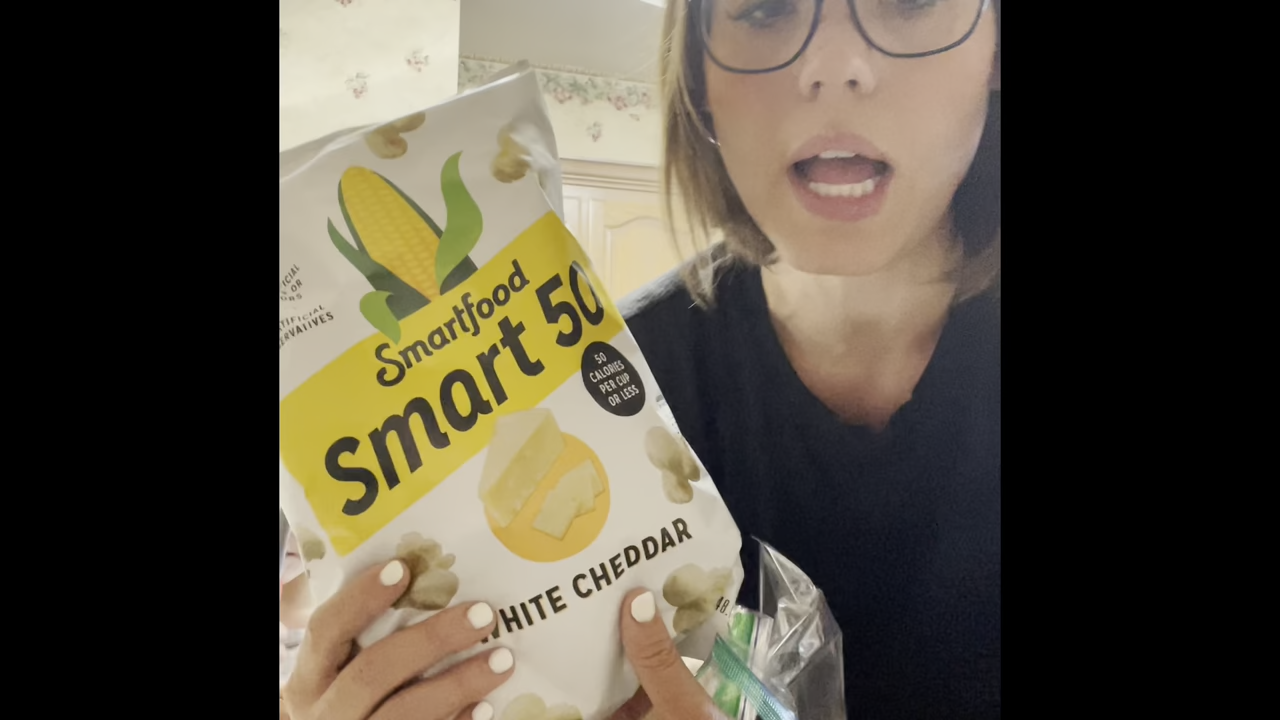 Smartfood
Smart 50
50
CALORIES
PER CUP
OR LESS
WHITE CHEDDAR